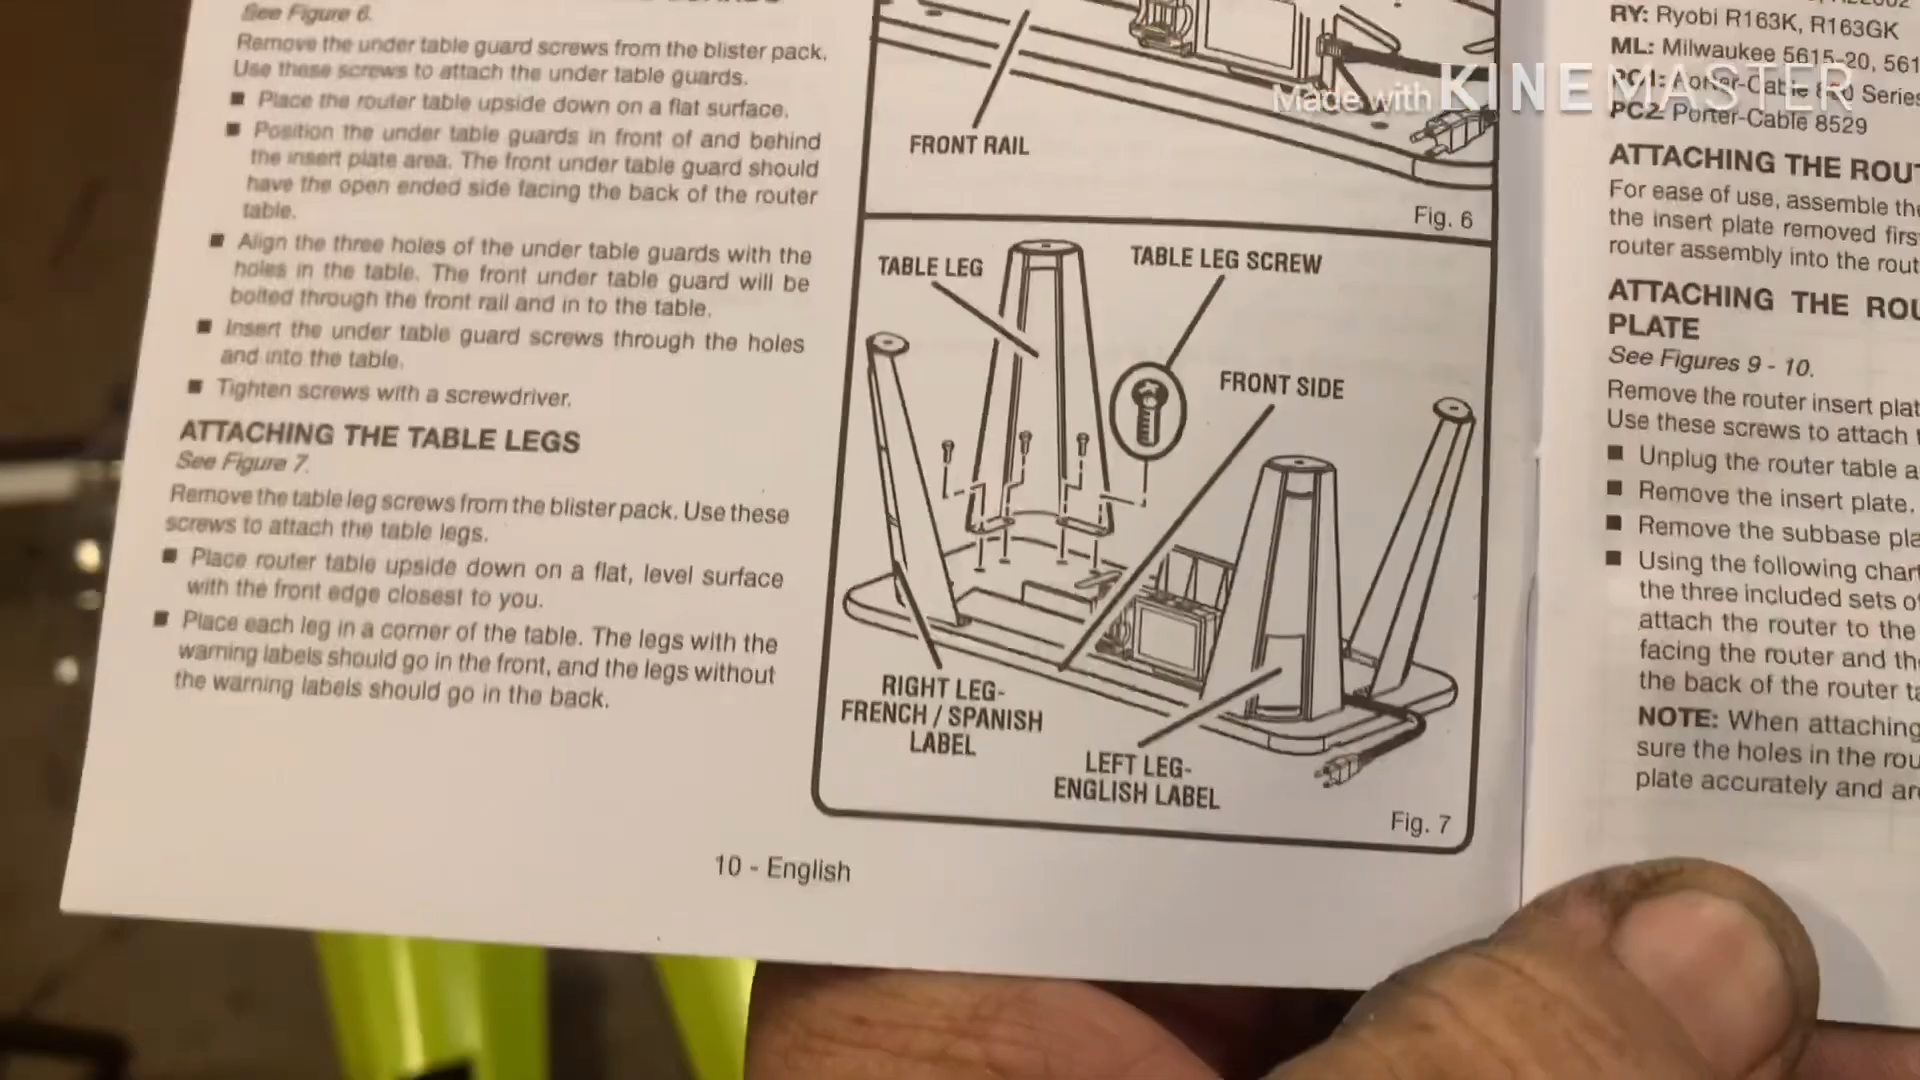 See Figure 6.
Remove the under table guard screws from the blister pack.
Use these screws to attach the under table guards.
■ Place the router table upside down on a flat surface.
■ Position the under table guards in front of and behind
the insert plate area. The front under table guard should
have the open ended side facing the back of the router
table.
■ Align the three holes of the under table guards with the
holes in the table. The front under table guard will be
bolted through the front rail and in to the table.
■ Insert the under table guard screws through the holes
and into the table.
■ Tighten screws with a screwdriver.
ATTACHING THE TABLE LEGS
See Figure 7.
Remove the table leg screws from the blister pack. Use these
screws to attach the table legs.
■ Place router table upside down on a flat, level surface
with the front edge closest to you.
■ Place each leg in a corner of the table. The legs with the
warning labels should go in the front, and the legs without
the warning labels should go in the back.
FRONT RAIL
Fig. 6
TABLE LEG
TABLE LEG SCREW
FRONT SIDE
RIGHT LEG-
FRENCH / SPANISH
LABEL
LEFT LEG-
ENGLISH LABEL
Fig. 7
10 - English
RY: Ryobi R163K, R163GK
ML: Milwaukee 5615-20, 561
PC1: Porter-Cable Series
PC2: Porter-Cable 8529
Made with KINEMASTER
ATTACHING THE ROUT
For ease of use, assemble the
the insert plate removed firs
router assembly into the rout
ATTACHING THE ROU
PLATE
See Figures 9 - 10.
Remove the router insert plat
Use these screws to attach
■ Unplug the router table a
■ Remove the insert plate.
■ Remove the subbase pla
■ Using the following chart
the three included sets of
attach the router to the
facing the router and the
the back of the router ta
NOTE: When attaching
sure the holes in the rou
plate accurately and ar